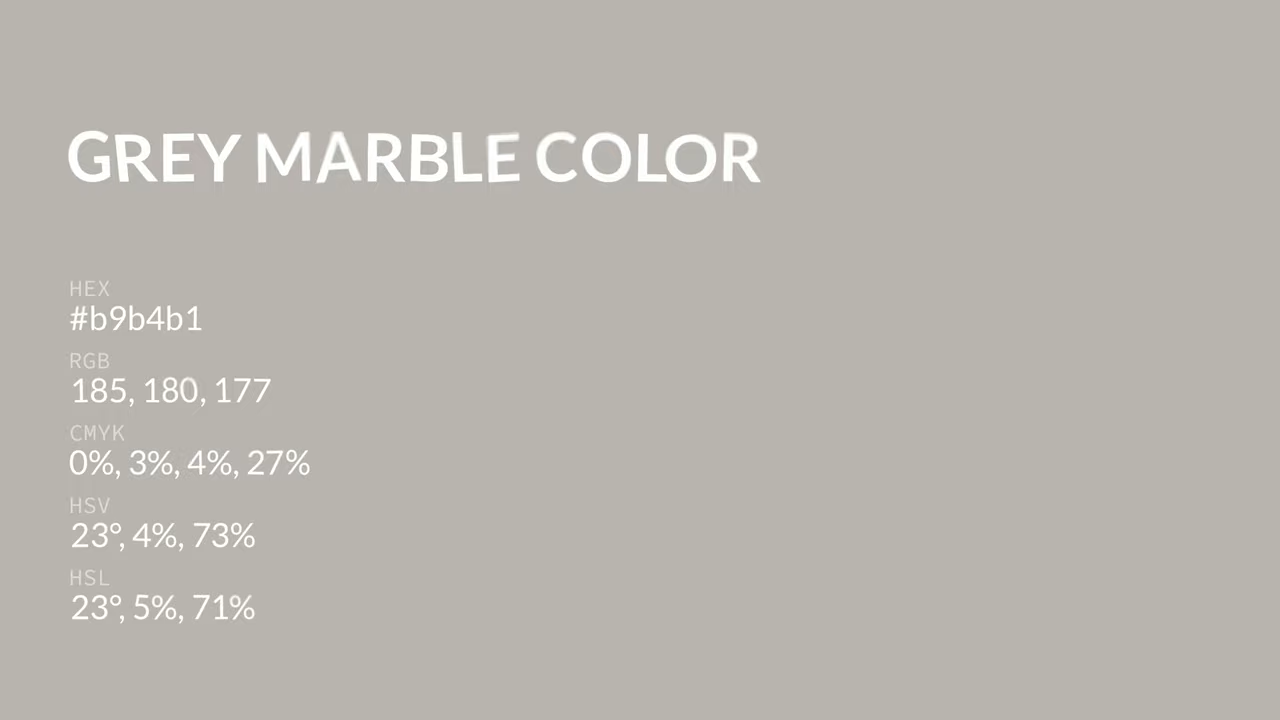 GREY MARBLE COLOR
HEX
#b9b4b1
RGB
185, 180, 177
CMYK
0%, 3%, 4%, 27%
HSV
23°, 4%, 73%
HSL
23°, 5%, 71%